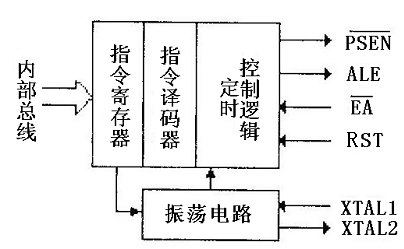 内部总线
指令寄存器
指令译码器
定时
控制逻辑
PSEN
ALE
EA
RST
振荡电路
XTAL1
XTAL2